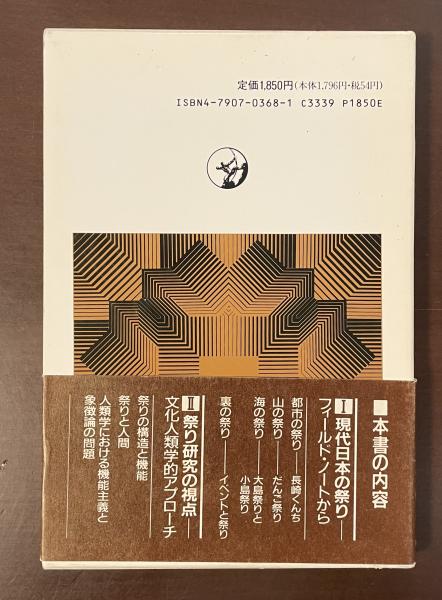 定価1,850円(本体1,796円・税54円)
ISBN4-7907-0368-1 C3339 P1850E
■本書の内容
Ⅰ現代日本の祭り──
フィールド・ノートから
都市の祭り──長崎くんち
山の祭り──だんご祭り
海の祭り──大島祭りと
小島祭り
裏の祭り──イベントと祭り
Ⅱ祭り研究の視点──
文化人類学的アプローチ
祭りの構造と機能
祭りと人間
人類学における機能主義と
象徴論の問題